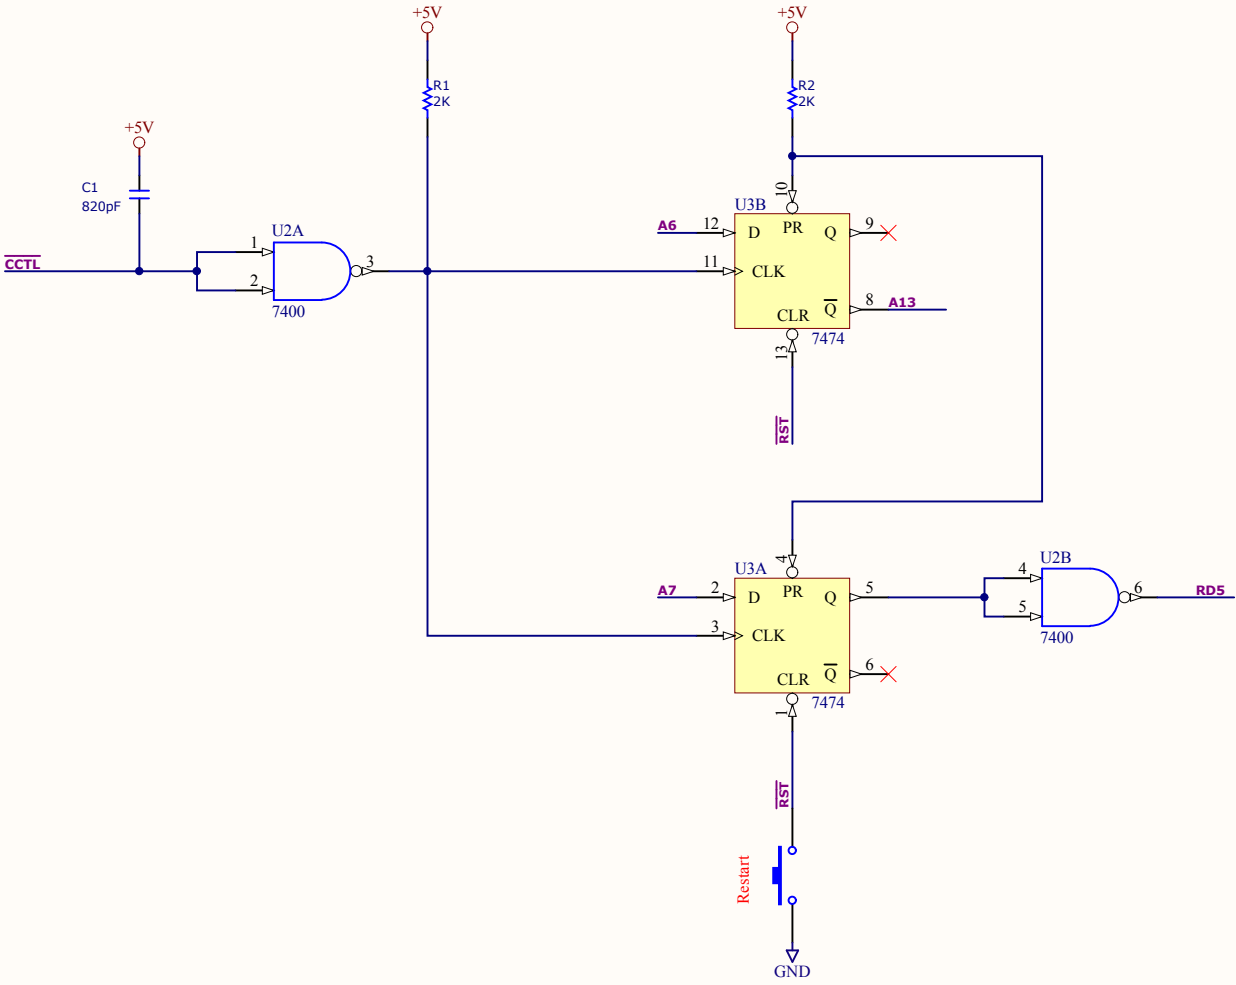 +5V
+5V
R1
2K
R2
2K
+5V
C1
820pF
10
U3B
A6
12
D
PR
Q
9
U2A
CCTL
1
2
3
7400
11
CLK
8
A13
CLR
Q
13
7474
RST
4
U3A
A7
2
D
PR
Q
5
U2B
4
5
6
RD5
7400
3
CLK
6
CLR
Q
1
7474
RST
Restart
GND